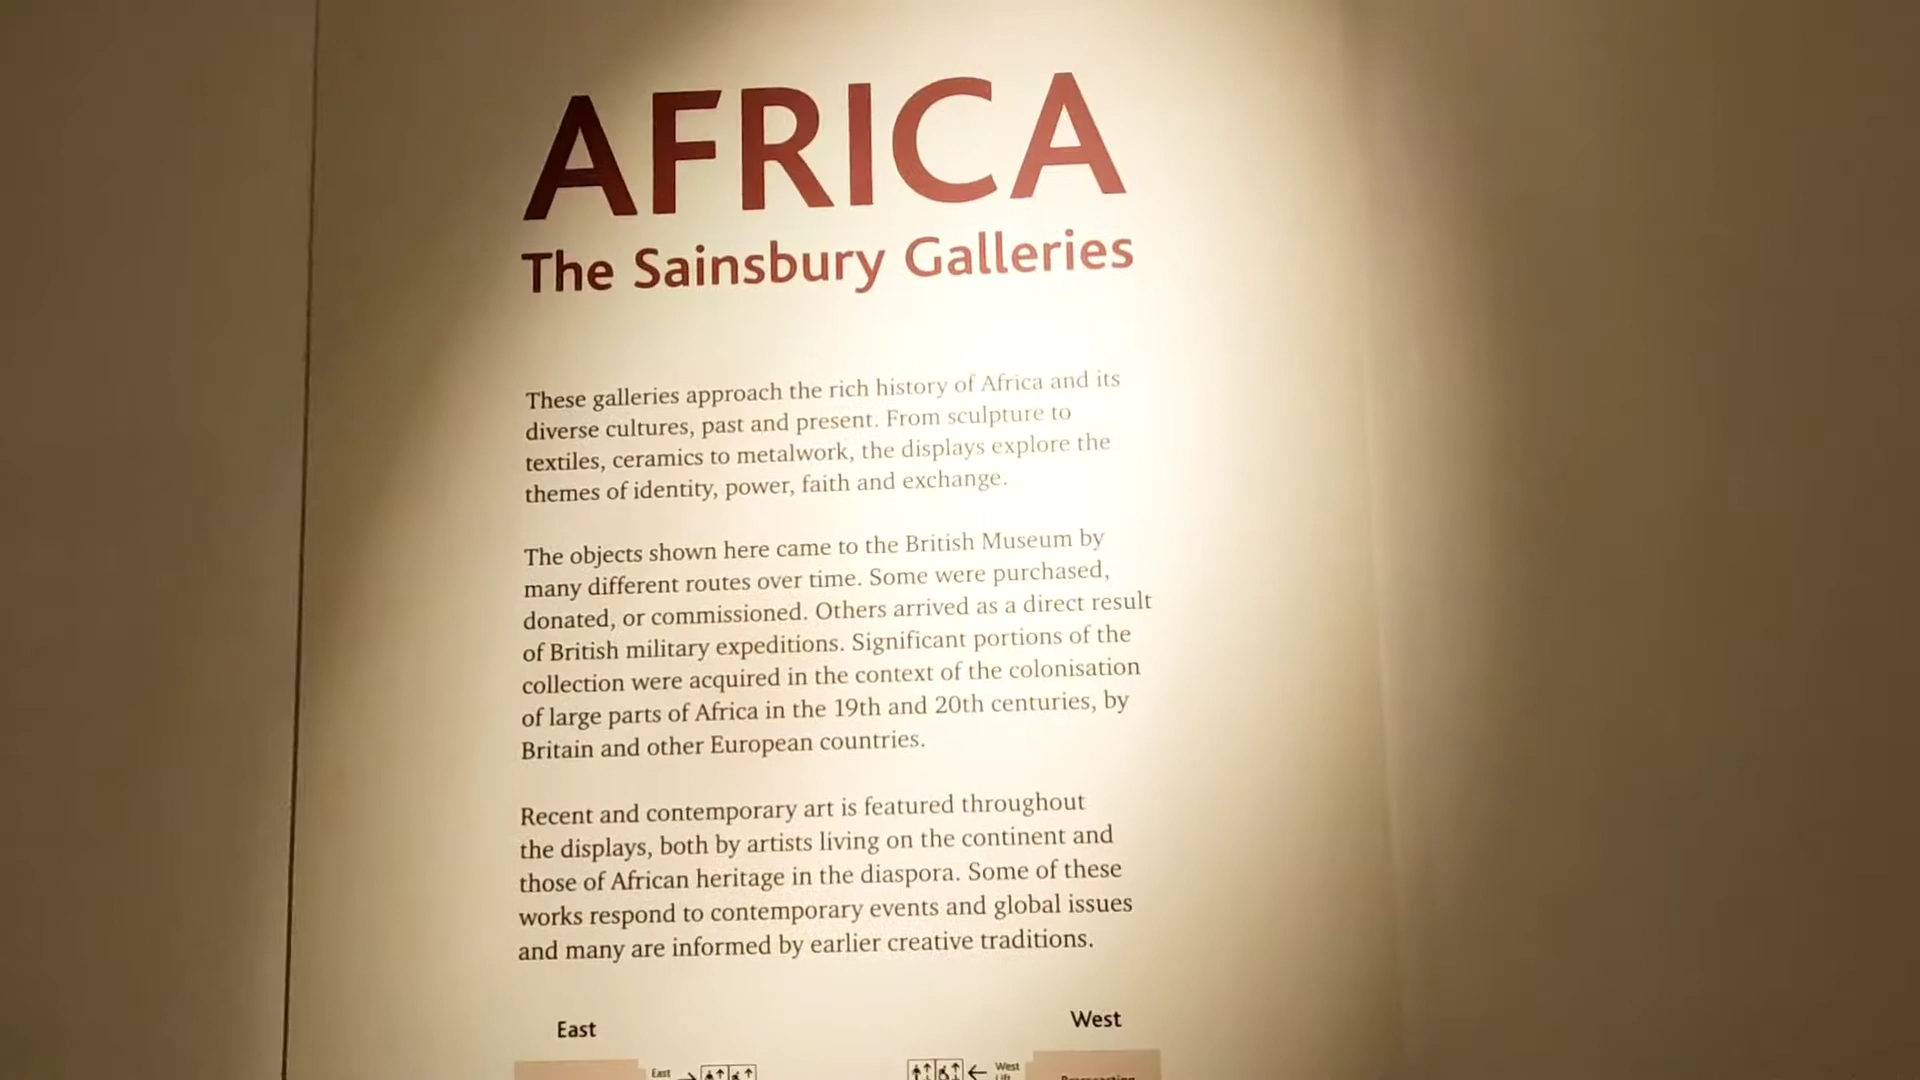 AFRICA
The Sainsbury Galleries
These galleries approach the rich history of Africa and its
diverse cultures, past and present. From sculpture to
textiles, ceramics to metalwork, the displays explore the
themes of identity, power, faith and exchange.
The objects shown here came to the British Museum by
many different routes over time. Some were purchased,
donated, or commissioned. Others arrived as a direct result
of British military expeditions. Significant portions of the
collection were acquired in the context of the colonisation
of large parts of Africa in the 19th and 20th centuries, by
Britain and other European countries.
Recent and contemporary art is featured throughout
the displays, both by artists living on the continent and
those of African heritage in the diaspora. Some of these
works respond to contemporary events and global issues
and many are informed by earlier creative traditions.
East
West
East
West